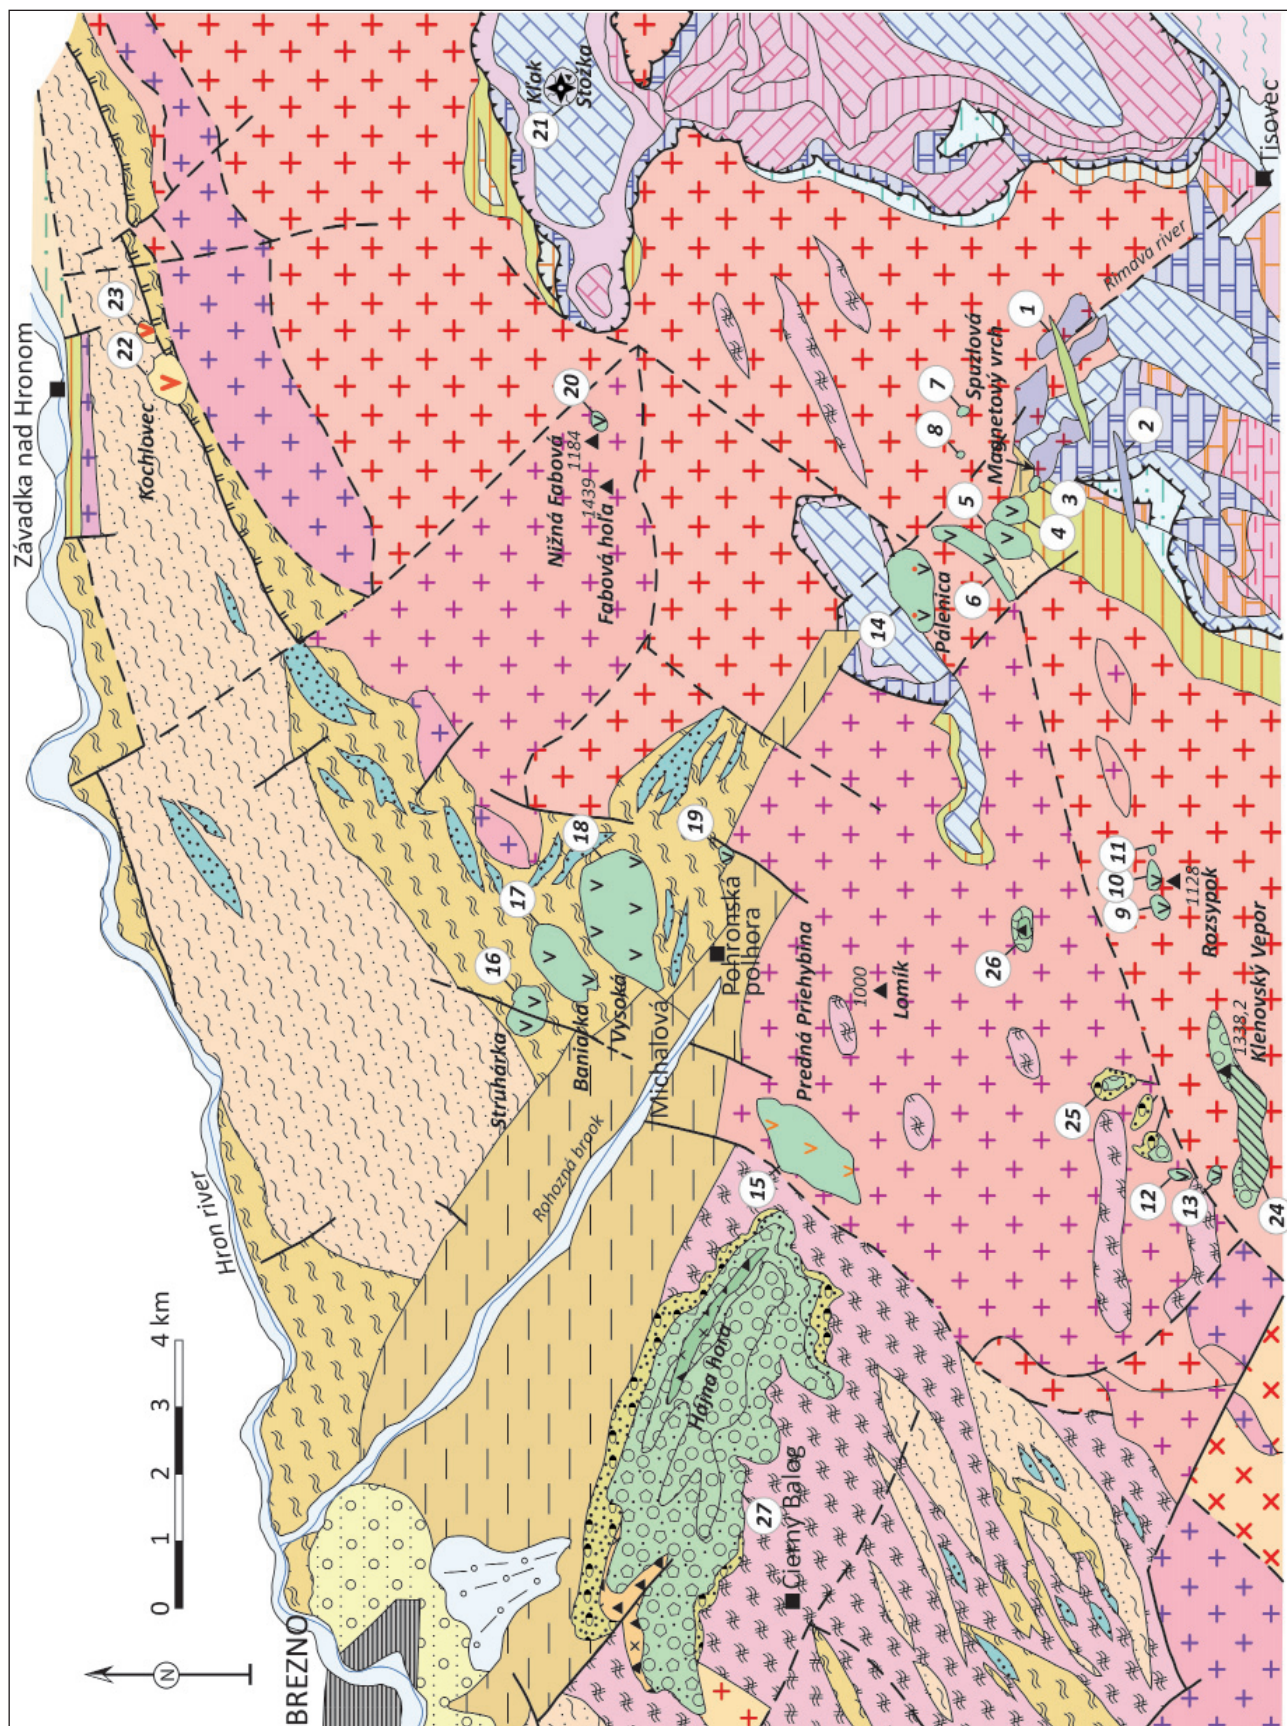 Závadka nad Hronom
N
0 1 2 3 4 km
22
23
Kochlovec
Hron river
BREZNO
16
Struhárka
17
Baniarka
18
Vysoká
Rohozná brook
Michalová
21
Kľak
Stožka
Nižná Fabová
20
1184
1439
Fabová hoľa
19
Pohronská
polhora
15
Hájna hora
27
Čierny Balog
Predná Priehybina
1000
Lomík
14
Pálenica
8
7
Spuzlová
Magnetový vrch
5
6
1
3
4
2
Rimava river
26
25
9
10
11
1128
Rozsypok
12
13
1338,2
Klenovský Vepor
24
Tisovec